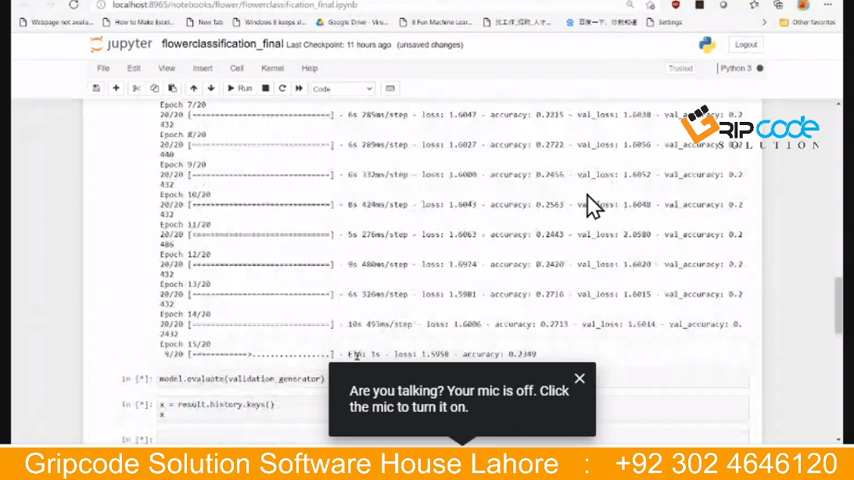 localhost:8965/notebooks/flower/flowerclassification_final.ipynb
Webpage not availa...
How to Make Excel...
New Tab
Windows 8 keeps sl...
Google Drive - Viru...
8 Fun Machine Lear...
Settings
Other favorites
jupyter flowerclassification_final Last Checkpoint: 11 hours ago (unsaved changes)
Logout
File Edit View Insert Cell Kernel Help
Trusted
Python 3
Run
Code
Epoch 7/20
20/20 [==============================] - 6s 285ms/step - loss: 1.6047 - accuracy: 0.2215 - val_loss: 1.6038 - val_accuracy: 0.2
432
Epoch 8/20
20/20 [==============================] - 6s 289ms/step - loss: 1.6027 - accuracy: 0.2722 - val_loss: 1.6056 - val_accuracy: 0.2
440
Epoch 9/20
20/20 [==============================] - 6s 332ms/step - loss: 1.6000 - accuracy: 0.2456 - val_loss: 1.6052 - val_accuracy: 0.2
432
Epoch 10/20
20/20 [==============================] - 8s 424ms/step - loss: 1.6043 - accuracy: 0.2563 - val_loss: 1.6048 - val_accuracy: 0.2
432
Epoch 11/20
20/20 [==============================] - 5s 276ms/step - loss: 1.6063 - accuracy: 0.2443 - val_loss: 2.0580 - val_accuracy: 0.2
486
Epoch 12/20
20/20 [==============================] - 9s 480ms/step - loss: 1.6974 - accuracy: 0.2420 - val_loss: 1.6020 - val_accuracy: 0.2
432
Epoch 13/20
20/20 [==============================] - 6s 326ms/step - loss: 1.5981 - accuracy: 0.2716 - val_loss: 1.6015 - val_accuracy: 0.2
432
Epoch 14/20
20/20 [==============================] - 10s 491ms/step - loss: 1.6006 - accuracy: 0.2713 - val_loss: 1.6014 - val_accuracy: 0.
2432
Epoch 15/20
9/20 [============>.................] - ETA: 1s - loss: 1.5958 - accuracy: 0.2349
In [*]: model.evaluate(validation_generator)
In [*]: x = result.history.keys()
x
In [*]:
GRIPCODE
SOLUTION
Are you talking? Your mic is off. Click
the mic to turn it on.
Gripcode Solution Software House Lahore : +92 302 4646120